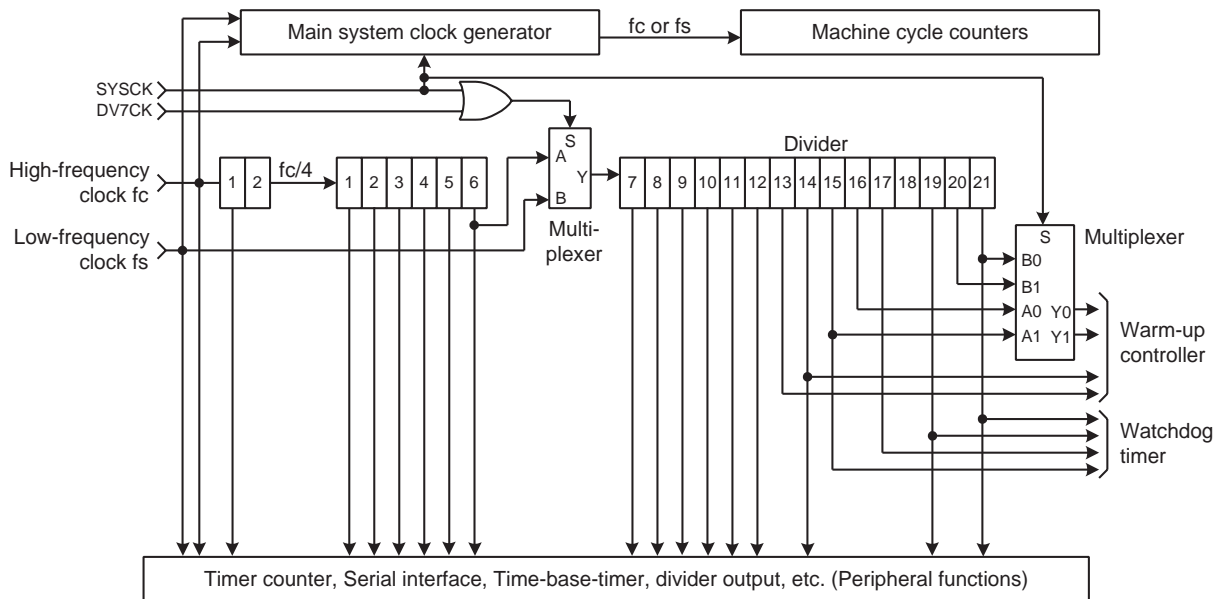 Main system clock generator
fc or fs
Machine cycle counters
SYSCK
DV7CK
High-frequency
clock fc
1 2
fc/4
1 2 3 4 5 6
S
A
B
Y
Multi-
plexer
Divider
7 8 9 10 11 12 13 14 15 16 17 18 19 20 21
Low-frequency
clock fs
S
B0
B1
A0
A1
Y0
Y1
Multiplexer
Warm-up
controller
Watchdog
timer
Timer counter, Serial interface, Time-base-timer, divider output, etc. (Peripheral functions)